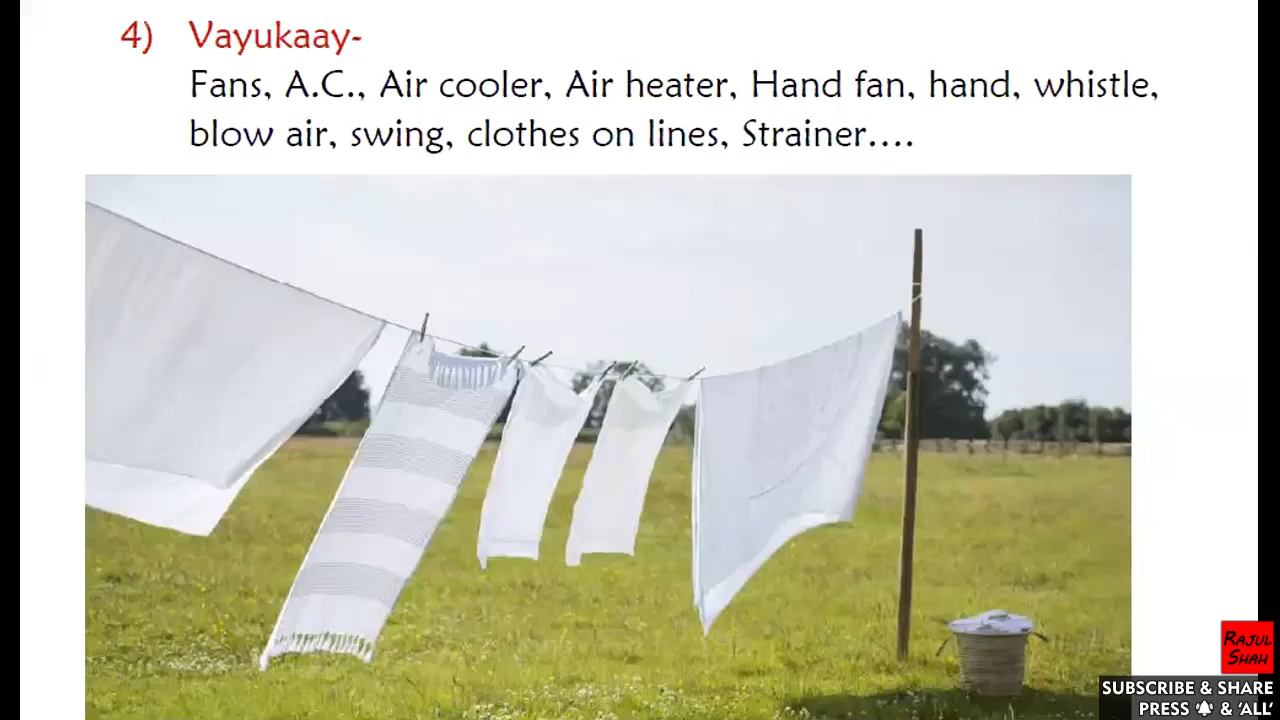 4) Vayukaay-
Fans, A.C., Air cooler, Air heater, Hand fan, hand, whistle,
blow air, swing, clothes on lines, Strainer....
RAJUL
SHAH
SUBSCRIBE & SHARE
PRESS 🔔 & 'ALL'